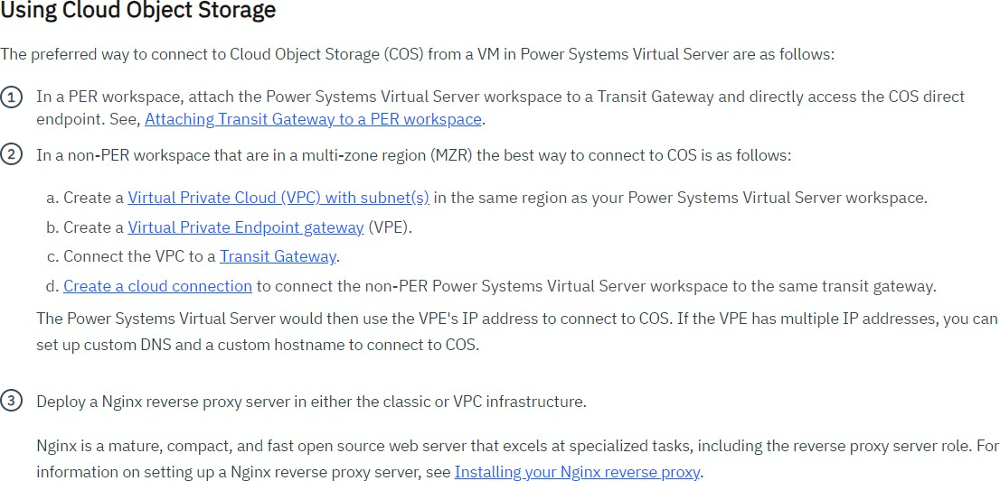 Using Cloud Object Storage
The preferred way to connect to Cloud Object Storage (COS) from a VM in Power Systems Virtual Server are as follows:
1 In a PER workspace, attach the Power Systems Virtual Server workspace to a Transit Gateway and directly access the COS direct
endpoint. See, Attaching Transit Gateway to a PER workspace.
2 In a non-PER workspace that are in a multi-zone region (MZR) the best way to connect to COS is as follows:
a. Create a Virtual Private Cloud (VPC) with subnet(s) in the same region as your Power Systems Virtual Server workspace.
b. Create a Virtual Private Endpoint gateway (VPE).
c. Connect the VPC to a Transit Gateway.
d. Create a cloud connection to connect the non-PER Power Systems Virtual Server workspace to the same transit gateway.
The Power Systems Virtual Server would then use the VPE's IP address to connect to COS. If the VPE has multiple IP addresses, you can
set up custom DNS and a custom hostname to connect to COS.
3 Deploy a Nginx reverse proxy server in either the classic or VPC infrastructure.
Nginx is a mature, compact, and fast open source web server that excels at specialized tasks, including the reverse proxy server role. For
information on setting up a Nginx reverse proxy server, see Installing your Nginx reverse proxy.